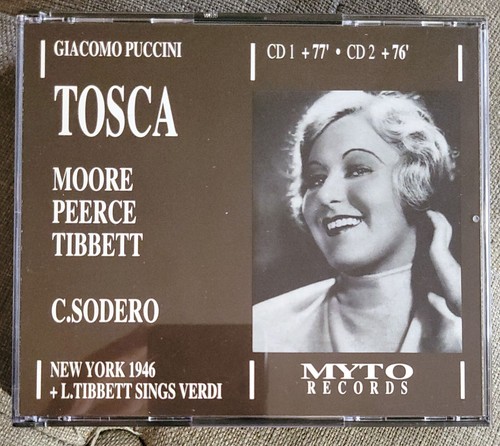 GIACOMO PUCCINI
CD 1 + 77' • CD 2 + 76'
TOSCA
MOORE
PEERCE
TIBBETT
C.SODERO
NEW YORK 1946
+ L.TIBBETT SINGS VERDI
MYTO
RECORDS